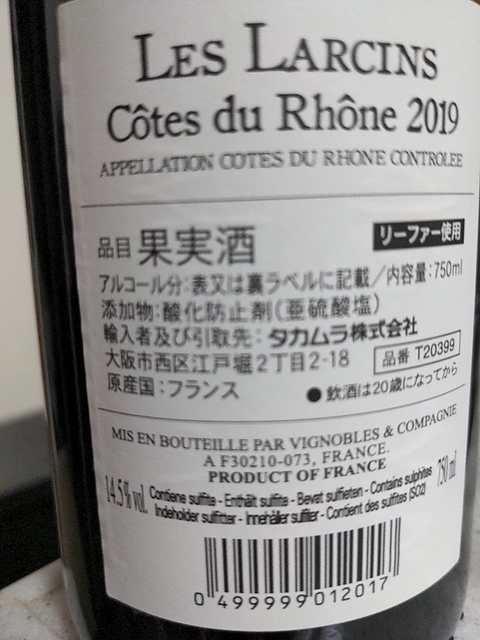 LES LARCINS
Côtes du Rhône 2019
APPELLATION COTES DU RHONE CONTROLEE
品目 果実酒 リーファー使用
アルコール分:表又は裏ラベルに記載/内容量:750ml
添加物:酸化防止剤(亜硫酸塩)
輸入者及び引取先:タカムラ株式会社
大阪市西区江戸堀2丁目2-18 品番 T20399
原産国:フランス ●飲酒は20歳になってから
MIS EN BOUTEILLE PAR VIGNOBLES & COMPAGNIE
A F30210-073, FRANCE.
PRODUCT OF FRANCE
14.5% vol. Contiene sulfite - Enthält sulfite - Bevat sulfieten - Contains sulphites 750 ml
Indeholder sulfitter - Innehåller sulfiter - Contient des sulfites (SO2)
0 499999 012017